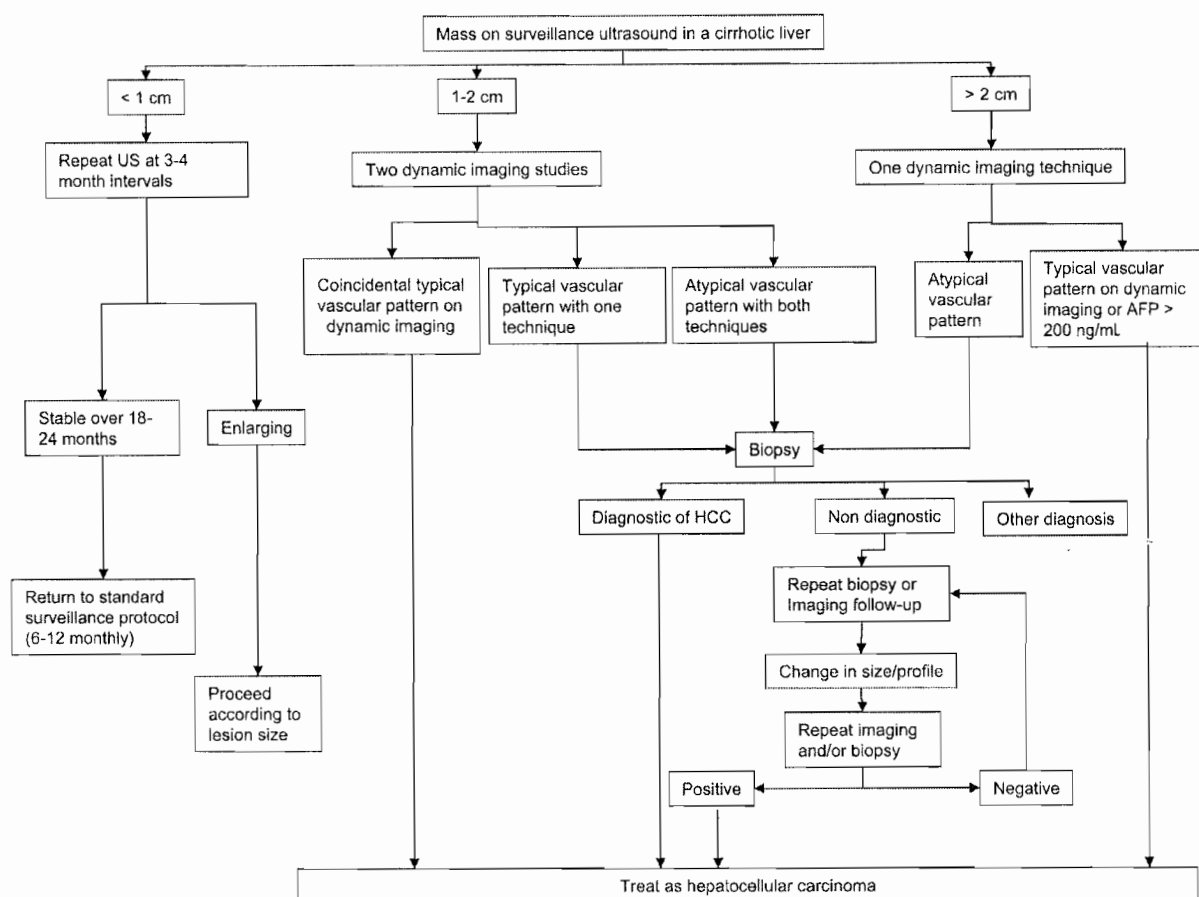 Mass on surveillance ultrasound in a cirrhotic liver
< 1 cm
1-2 cm
> 2 cm
Repeat US at 3-4
month intervals
Two dynamic imaging studies
One dynamic imaging technique
Coincidental typical
vascular pattern on
dynamic imaging
Typical vascular
pattern with one
technique
Atypical vascular
pattern with both
techniques
Atypical
vascular
pattern
Typical vascular
pattern on dynamic
imaging or AFP >
200 ng/mL
Stable over 18-
24 months
Enlarging
Biopsy
Diagnostic of HCC
Non diagnostic
Other diagnosis
Return to standard
surveillance protocol
(6-12 monthly)
Repeat biopsy or
Imaging follow-up
Change in size/profile
Proceed
according to
lesion size
Repeat imaging
and/or biopsy
Positive
Negative
Treat as hepatocellular carcinoma